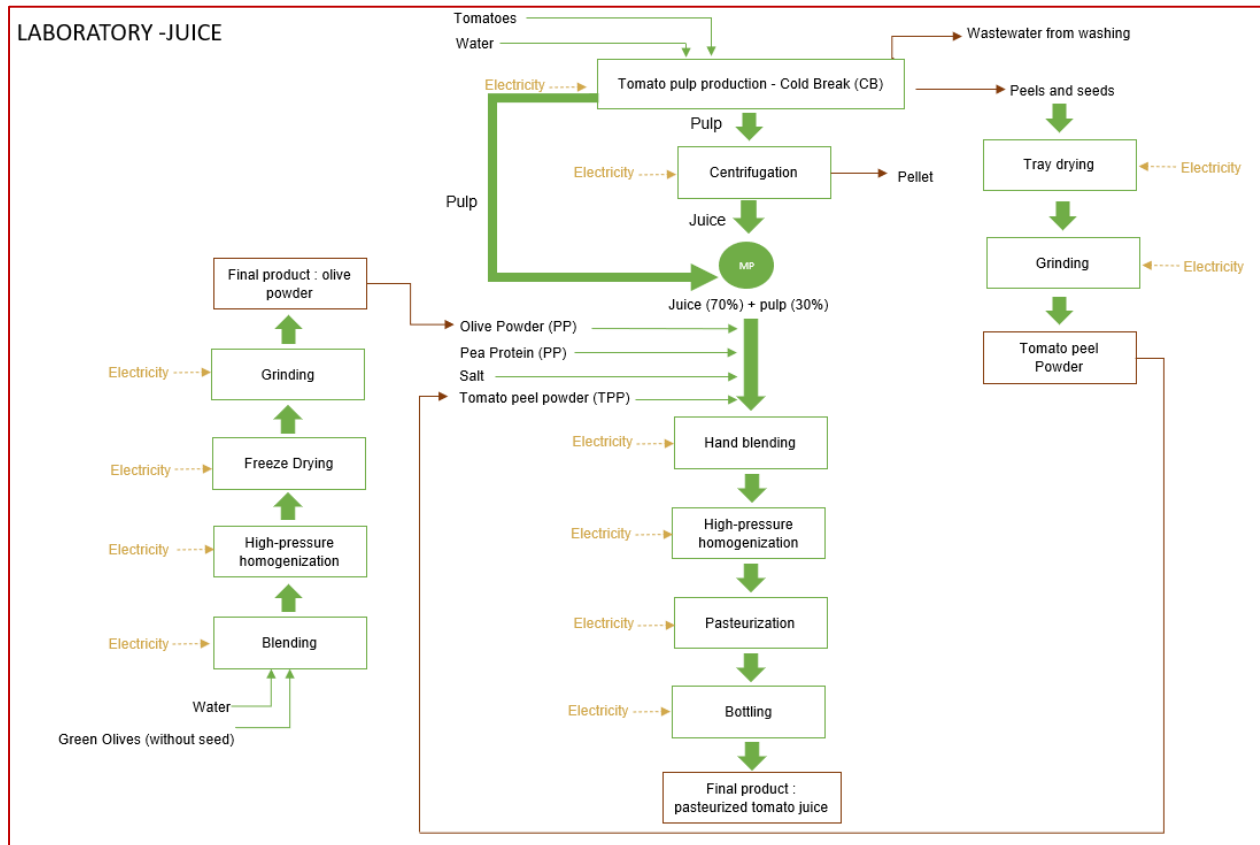 LABORATORY -JUICE
Tomatoes
Water
Wastewater from washing
Electricity
Tomato pulp production - Cold Break (CB)
Peels and seeds
Pulp
Electricity
Centrifugation
Pellet
Tray drying
Electricity
Pulp
Juice
MP
Grinding
Electricity
Final product : olive
powder
Juice (70%) + pulp (30%)
Olive Powder (PP)
Pea Protein (PP)
Salt
Tomato peel powder (TPP)
Tomato peel
Powder
Electricity
Grinding
Electricity
Hand blending
Electricity
Freeze Drying
Electricity
High-pressure
homogenization
Electricity
High-pressure
homogenization
Electricity
Pasteurization
Electricity
Blending
Electricity
Bottling
Water
Green Olives (without seed)
Final product :
pasteurized tomato juice